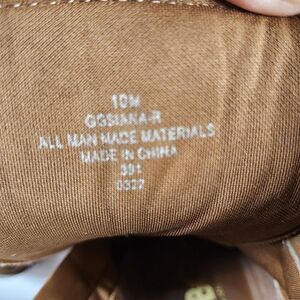 10M
GGSIANA-R
ALL MAN MADE MATERIALS
MADE IN CHINA
391
0322